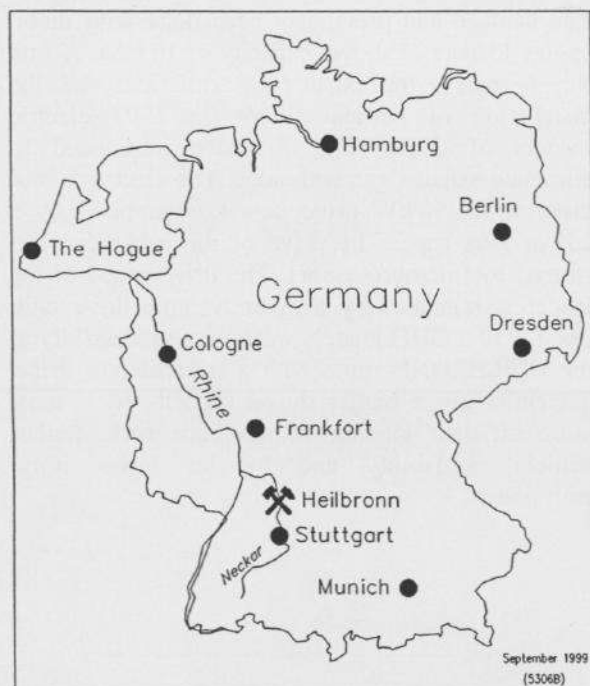 Hamburg
Berlin
The Hague
Germany
Dresden
Cologne
Rhine
Frankfort
Heilbronn
Stuttgart
Neckar
Munich
September 1999
(5306B)